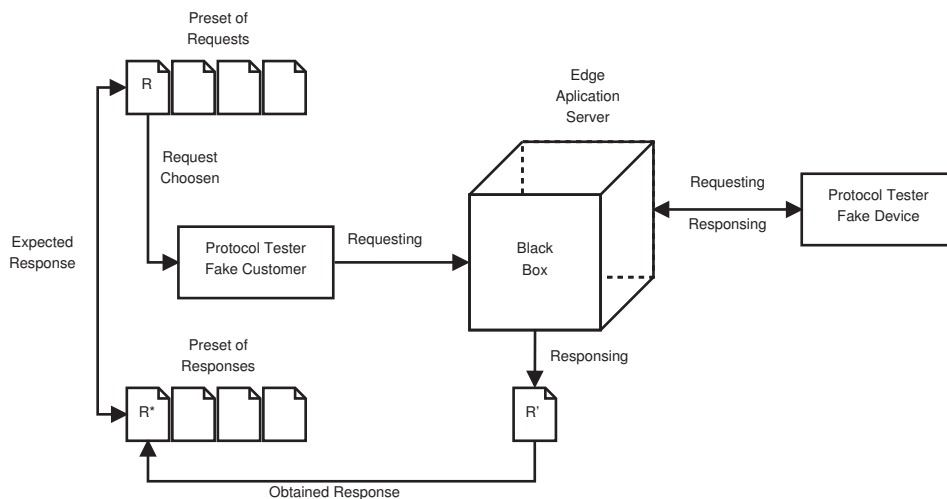 Preset of
Requests
R
Request
Choosen
Expected
Response
Protocol Tester
Fake Customer
Requesting
Edge
Aplication
Server
Black
Box
Requesting
Responsing
Protocol Tester
Fake Device
Responsing
Preset of
Responses
R*
R'
Obtained Response